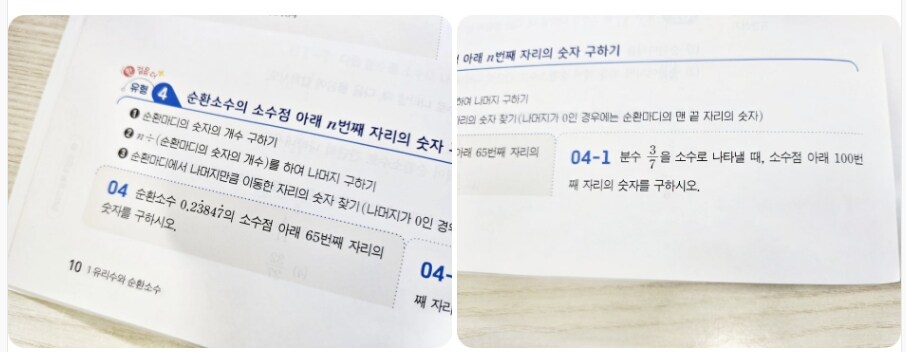 유형 4 순환소수의 소수점 아래 n번째 자리의 숫자
❶ 순환마디의 숫자의 개수 구하기
❷ n÷(순환마디의 숫자의 개수)를 하여 나머지 구하기
❸ 순환마디에서 나머지만큼 이동한 자리의 숫자 찾기(나머지가 0인
04 순환소수 0.23̇847̇의 소수점 아래 65번째 자리의
숫자를 구하시오.
04-
째 자리
10 1 유리수와 순환소수
아래 n번째 자리의 숫자 구하기
하여 나머지 구하기
자리의 숫자 찾기(나머지가 0인 경우에는 순환마디의 맨 끝 자리의 숫자)
아래 65번째 자리의
04-1 분수 3/7을 소수로 나타낼 때, 소수점 아래 100번
째 자리의 숫자를 구하시오.